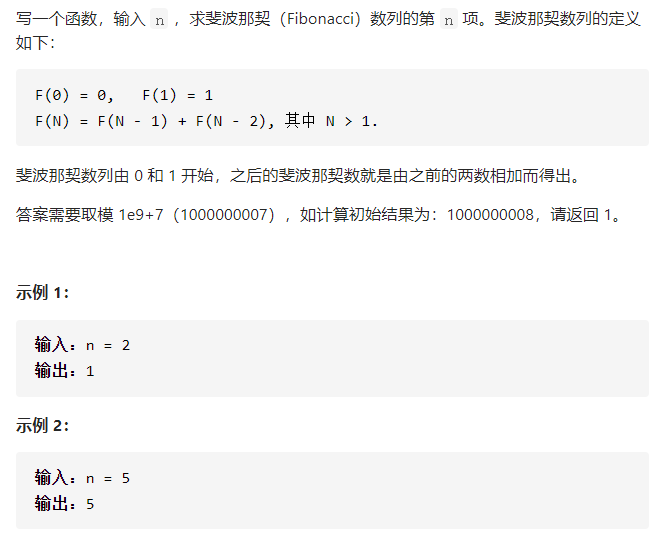 写一个函数，输入 n ，求斐波那契（Fibonacci）数列的第 n 项。斐波那契数列的定义
如下：
F(0) = 0,   F(1) = 1
F(N) = F(N - 1) + F(N - 2), 其中 N > 1.
斐波那契数列由 0 和 1 开始，之后的斐波那契数就是由之前的两数相加而得出。
答案需要取模 1e9+7（1000000007），如计算初始结果为：1000000008，请返回 1。
示例 1：
输入：n = 2
输出：1
示例 2：
输入：n = 5
输出：5